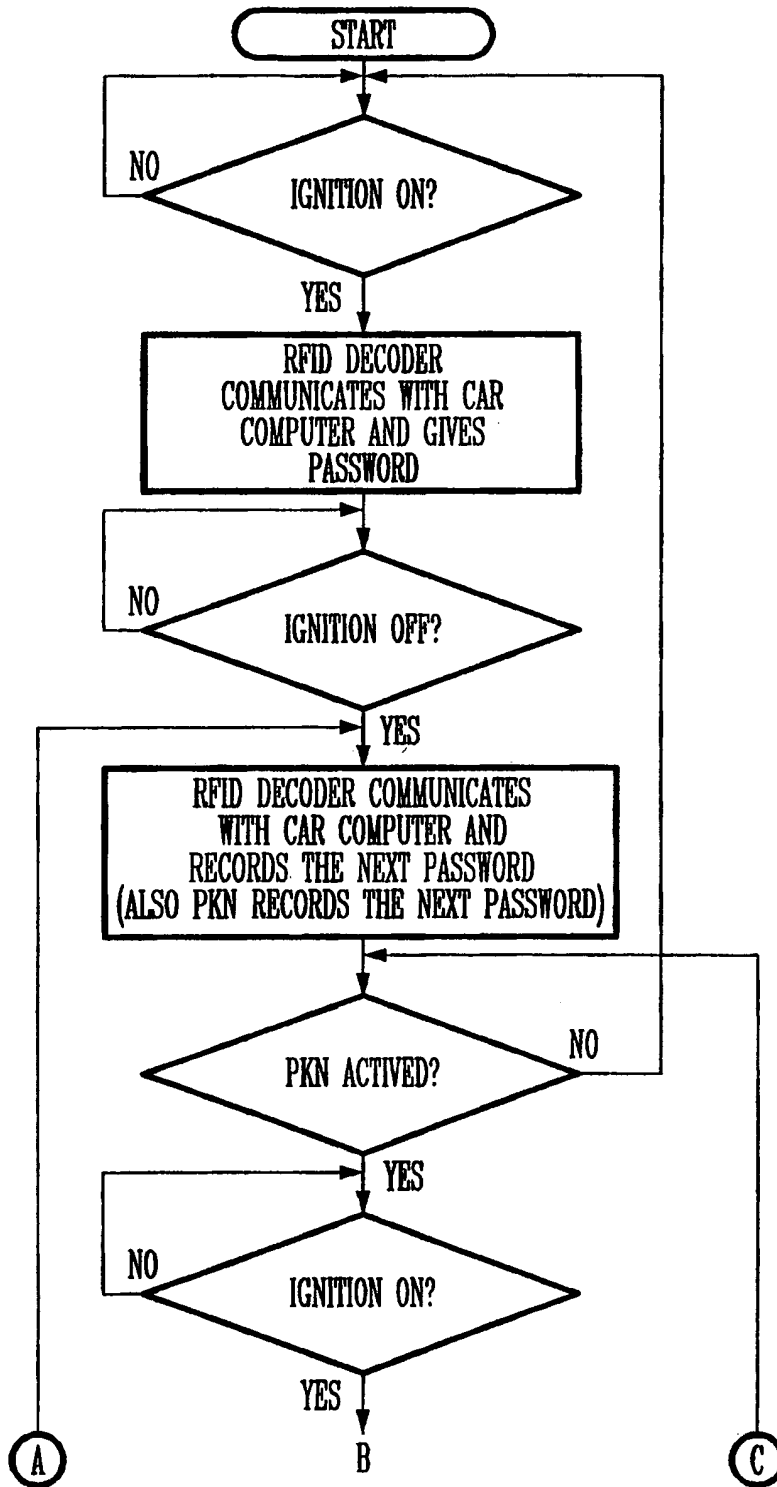 START
NO
IGNITION ON?
YES
RFID DECODER
COMMUNICATES WITH CAR
COMPUTER AND GIVES
PASSWORD
NO
IGNITION OFF?
YES
RFID DECODER COMMUNICATES
WITH CAR COMPUTER AND
RECORDS THE NEXT PASSWORD
(ALSO PKN RECORDS THE NEXT PASSWORD)
NO
PKN ACTIVED?
YES
NO
IGNITION ON?
YES
A
B
C